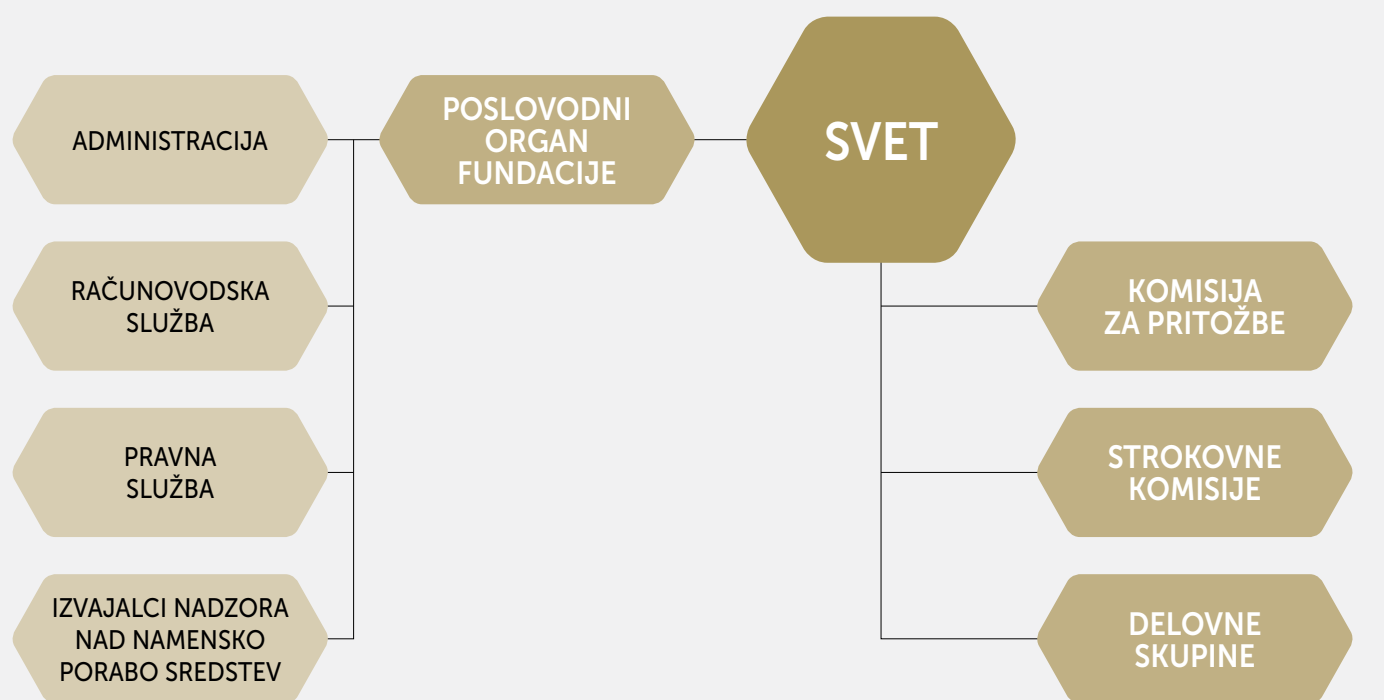 ADMINISTRACIJA
POSLOVODNI
ORGAN
FUNDACIJE
SVET
RAČUNOVODSKA
SLUŽBA
KOMISIJA
ZA PRITOŽBE
PRAVNA
SLUŽBA
STROKOVNE
KOMISIJE
IZVAJALCI NADZORA
NAD NAMENSKO
PORABO SREDSTEV
DELOVNE
SKUPINE